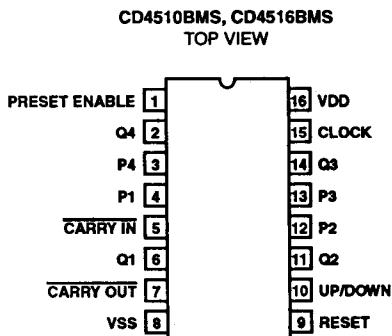 CD4510BMS, CD4516BMS
TOP VIEW
PRESET ENABLE 1 16 VDD
Q4 2 15 CLOCK
P4 3 14 Q3
P1 4 13 P3
CARRY IN 5 12 P2
Q1 6 11 Q2
CARRY OUT 7 10 UP/DOWN
VSS 8 9 RESET